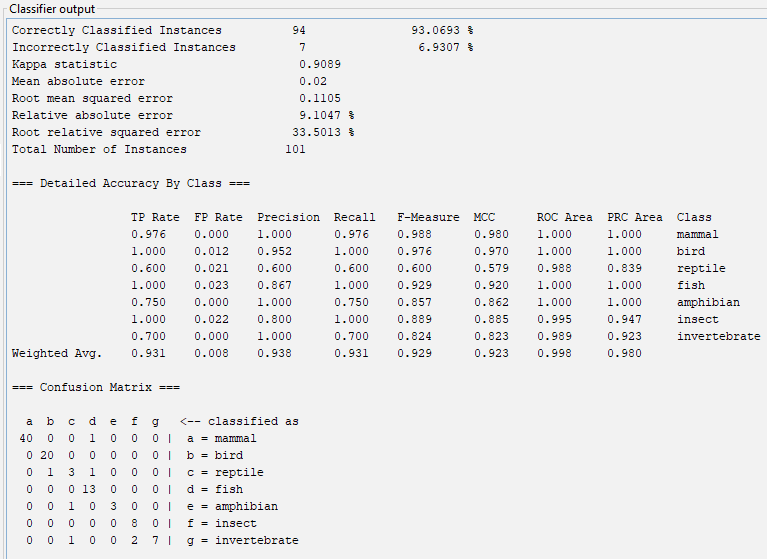 Classifier output
Correctly Classified Instances          94               93.0693 %
Incorrectly Classified Instances         7                6.9307 %
Kappa statistic                          0.9089
Mean absolute error                      0.02
Root mean squared error                  0.1105
Relative absolute error                  9.1047 %
Root relative squared error             33.5013 %
Total Number of Instances              101
=== Detailed Accuracy By Class ===
                 TP Rate  FP Rate  Precision  Recall   F-Measure  MCC      ROC Area  PRC Area  Class
                 0.976    0.000    1.000      0.976    0.988      0.980    1.000     1.000     mammal
                 1.000    0.012    0.952      1.000    0.976      0.970    1.000     1.000     bird
                 0.600    0.021    0.600      0.600    0.600      0.579    0.988     0.839     reptile
                 1.000    0.023    0.867      1.000    0.929      0.920    1.000     1.000     fish
                 0.750    0.000    1.000      0.750    0.857      0.862    1.000     1.000     amphibian
                 1.000    0.022    0.800      1.000    0.889      0.885    0.995     0.947     insect
                 0.700    0.000    1.000      0.700    0.824      0.823    0.989     0.923     invertebrate
Weighted Avg.    0.931    0.008    0.938      0.931    0.929      0.923    0.998     0.980
=== Confusion Matrix ===
  a  b  c  d  e  f  g   <-- classified as
 40  0  0  1  0  0  0 |  a = mammal
  0 20  0  0  0  0  0 |  b = bird
  0  1  3  1  0  0  0 |  c = reptile
  0  0  0 13  0  0  0 |  d = fish
  0  0  1  0  3  0  0 |  e = amphibian
  0  0  0  0  0  8  0 |  f = insect
  0  0  1  0  0  2  7 |  g = invertebrate